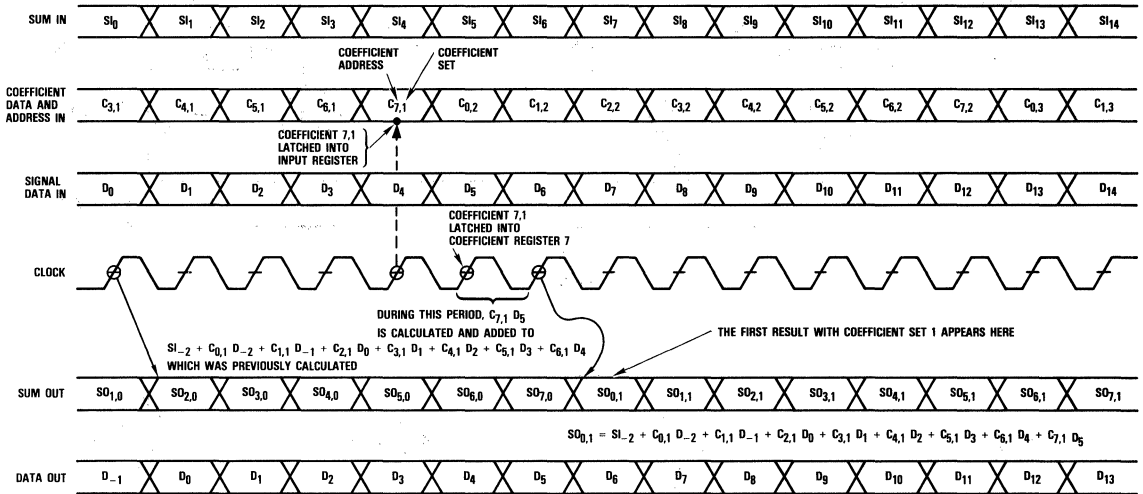 SUM IN SI0 SI1 SI2 SI3 SI4 SI5 SI6 SI7 SI8 SI9 SI10 SI11 SI12 SI13 SI14
COEFFICIENT ADDRESS
COEFFICIENT SET
COEFFICIENT DATA AND ADDRESS IN C3,1 C4,1 C5,1 C6,1 C7,1 C0,2 C1,2 C2,2 C3,2 C4,2 C5,2 C6,2 C7,2 C0,3 C1,3
COEFFICIENT 7,1
LATCHED INTO
INPUT REGISTER
SIGNAL DATA IN D0 D1 D2 D3 D4 D5 D6 D7 D8 D9 D10 D11 D12 D13 D14
COEFFICIENT 7,1
LATCHED INTO
COEFFICIENT REGISTER 7
CLOCK
DURING THIS PERIOD, C7,1 D5
IS CALCULATED AND ADDED TO
SI−2 + C0,1 D−2 + C1,1 D−1 + C2,1 D0 + C3,1 D1 + C4,1 D2 + C5,1 D3 + C6,1 D4
WHICH WAS PREVIOUSLY CALCULATED
THE FIRST RESULT WITH COEFFICIENT SET 1 APPEARS HERE
SUM OUT SO1,0 SO2,0 SO3,0 SO4,0 SO5,0 SO6,0 SO7,0 SO0,1 SO1,1 SO2,1 SO3,1 SO4,1 SO5,1 SO6,1 SO7,1
SO0,1 = SI−2 + C0,1 D−2 + C1,1 D−1 + C2,1 D0 + C3,1 D1 + C4,1 D2 + C5,1 D3 + C6,1 D4 + C7,1 D5
DATA OUT D−1 D0 D1 D2 D3 D4 D5 D6 D7 D8 D9 D10 D11 D12 D13